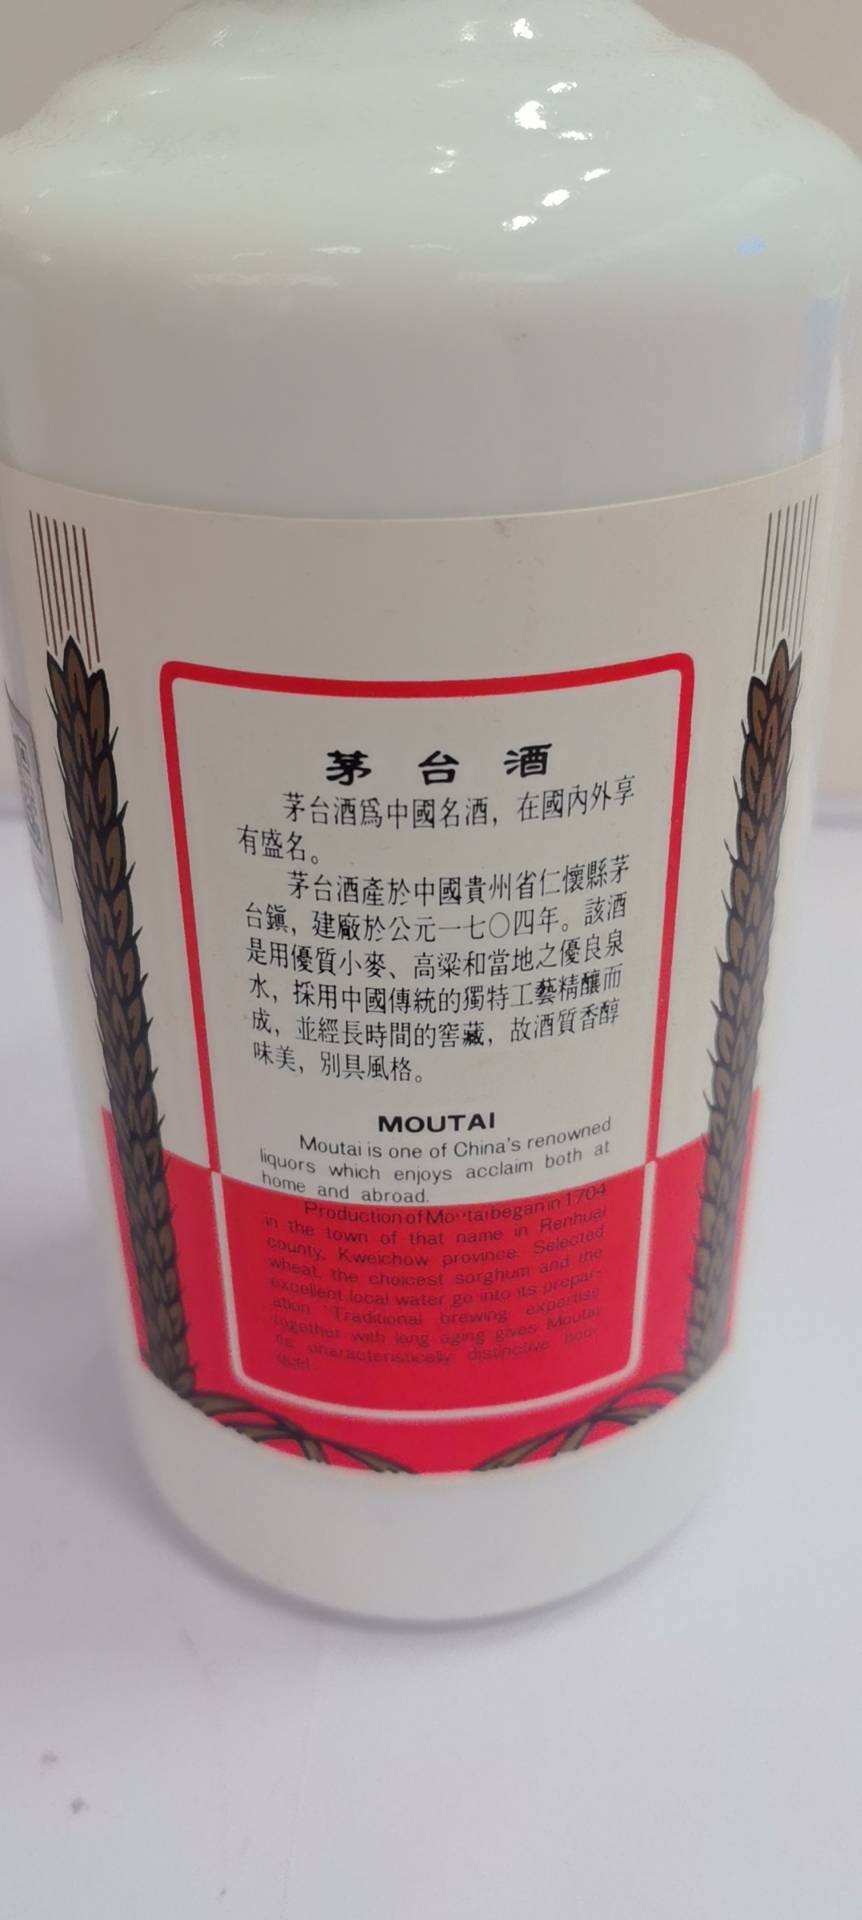 茅台酒
茅台酒爲中國名酒，在國內外享
有盛名。
茅台酒產於中國貴州省仁懷縣茅
台鎭，建廠於公元一七〇四年。該酒
是用優質小麥、高粱和當地之優良泉
水，採用中國傳統的獨特工藝精釀而
成，並經長時間的窖藏，故酒質香醇
味美，別具風格。
MOUTAI
Moutai is one of China's renowned
liquors which enjoys acclaim both at
home and abroad.
Production of Moutai began in 1704
in the town of that name in Renhuai
county, Kweichow province. Selected
wheat, the choicest sorghum and the
excellent local water go into its prepar-
ation. Traditional brewing expertise
together with long aging gives Moutai
its characteristically distinctive bou-
quet.